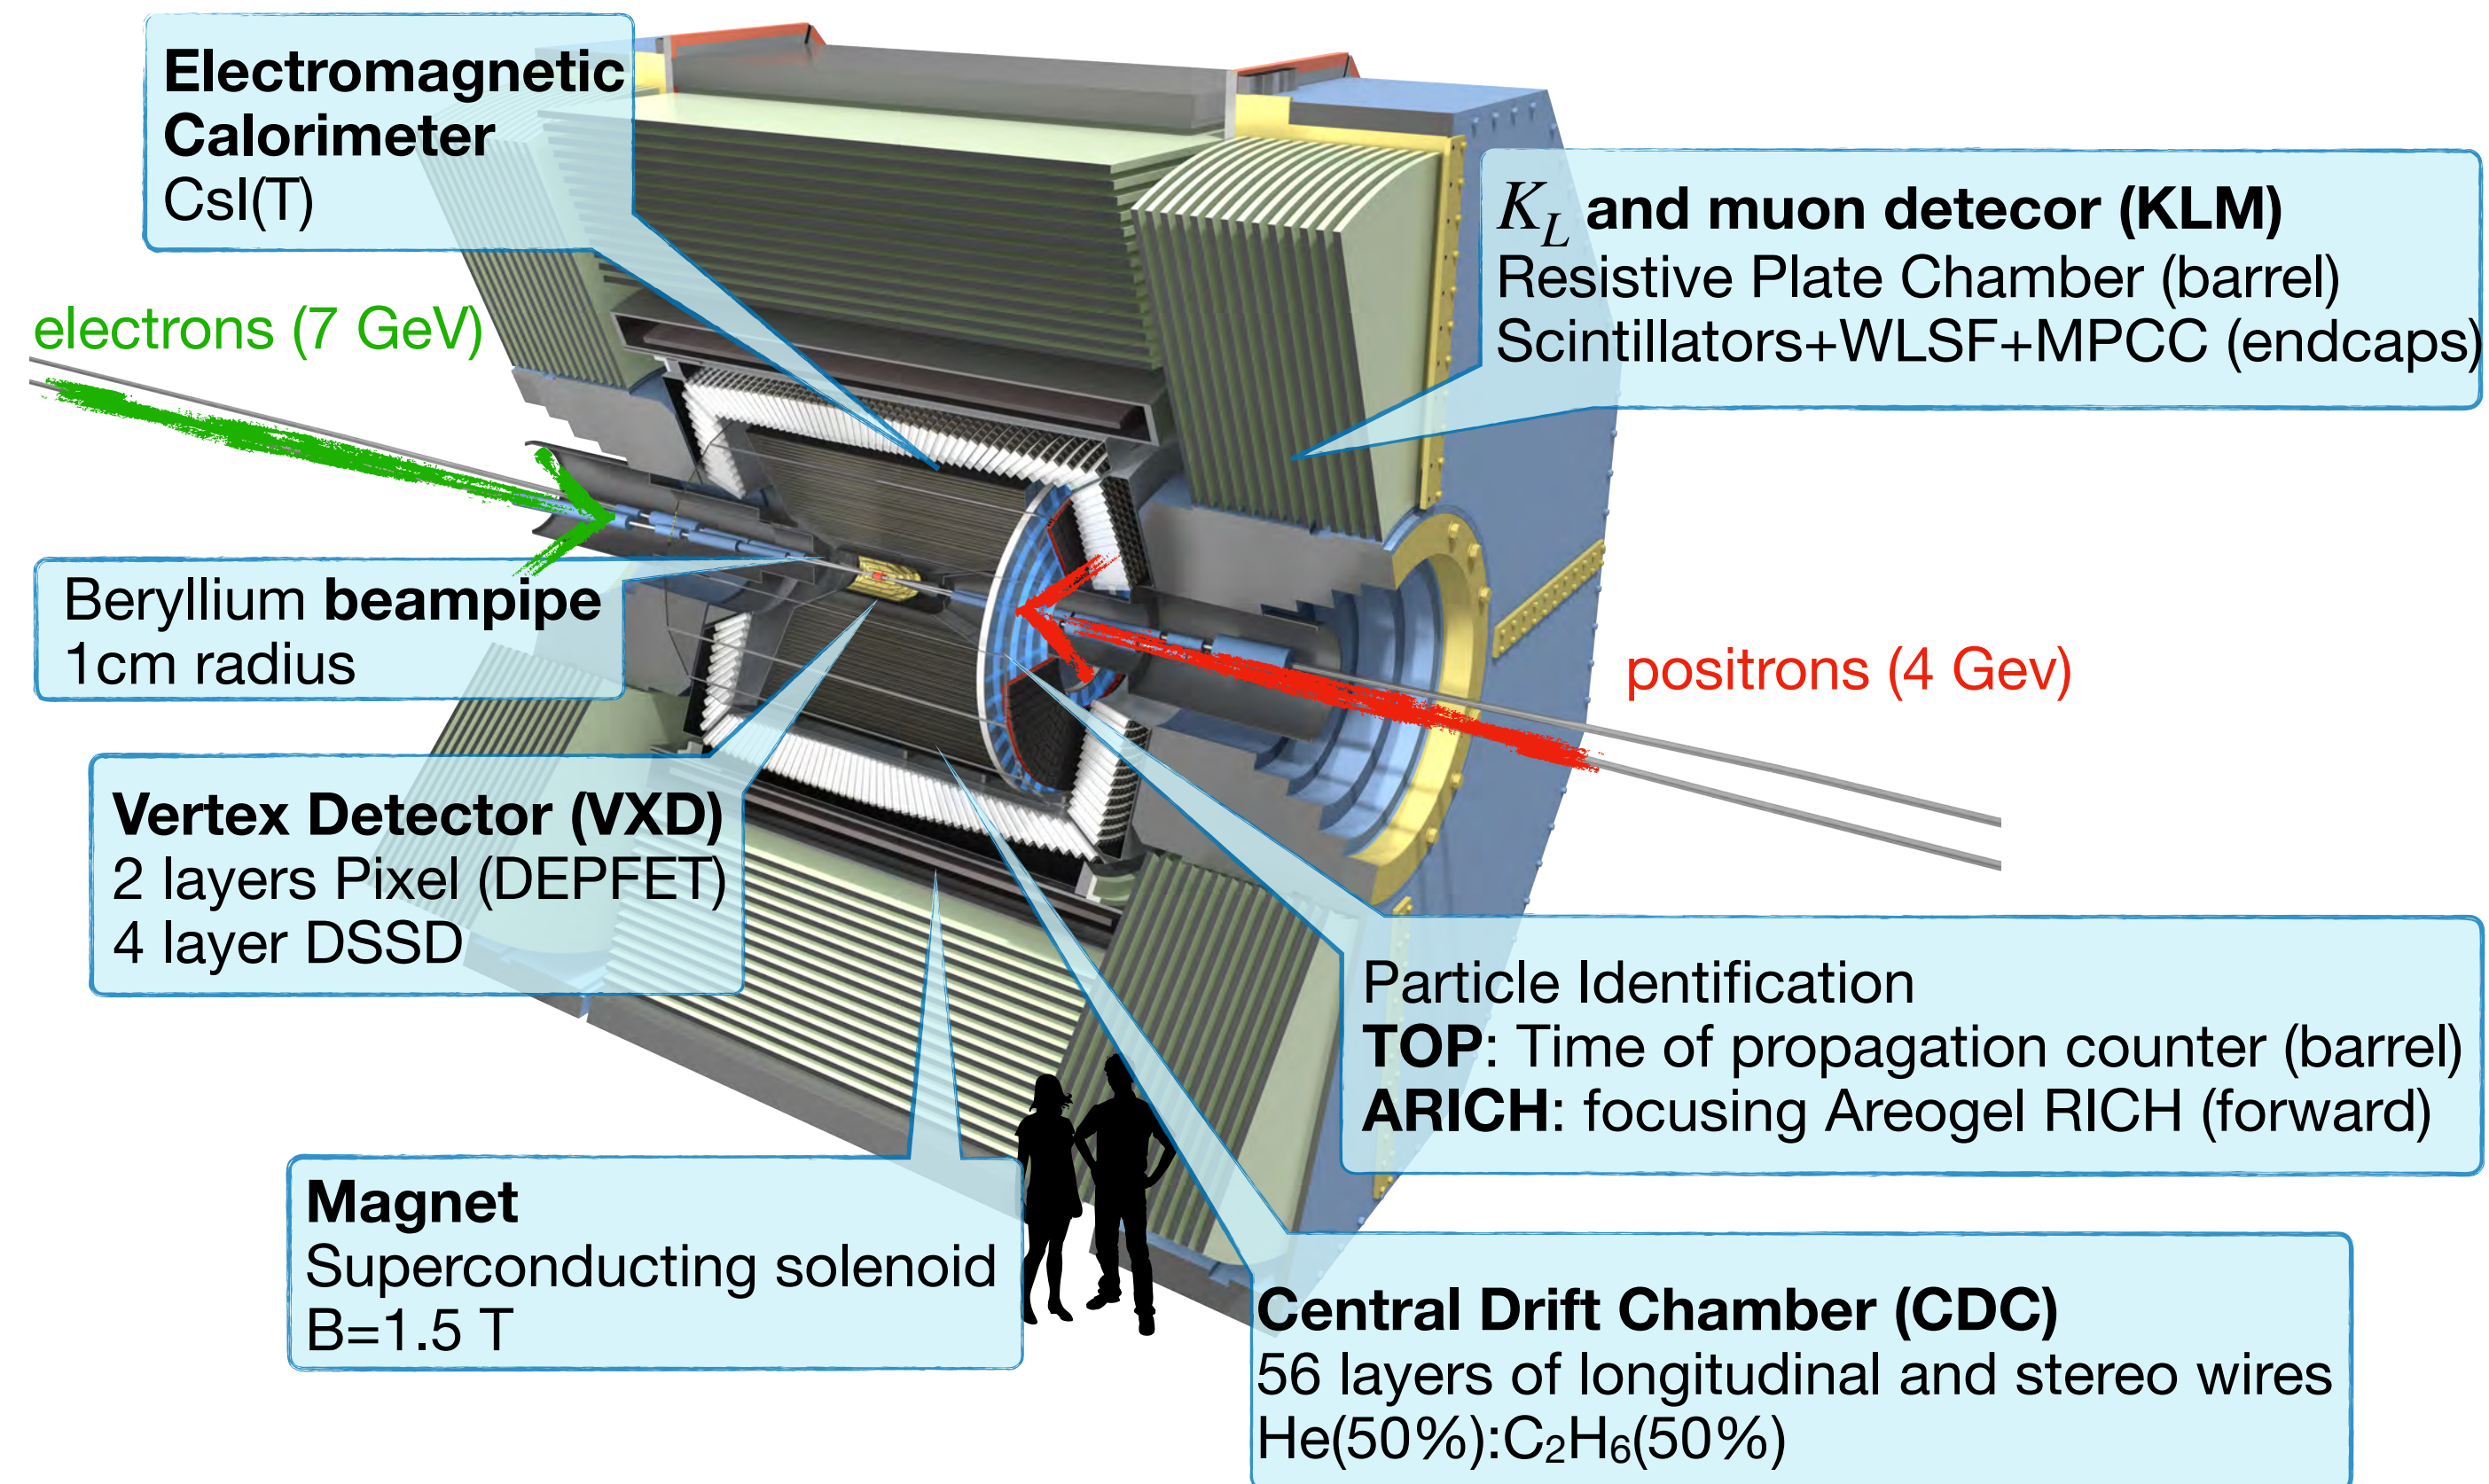 Electromagnetic
Calorimeter
CsI(T)
K_L and muon detecor (KLM)
Resistive Plate Chamber (barrel)
Scintillators+WLSF+MPCC (endcaps)
electrons (7 GeV)
Beryllium beampipe
1cm radius
positrons (4 Gev)
Vertex Detector (VXD)
2 layers Pixel (DEPFET)
4 layer DSSD
Particle Identification
TOP: Time of propagation counter (barrel)
ARICH: focusing Areogel RICH (forward)
Magnet
Superconducting solenoid
B=1.5 T
Central Drift Chamber (CDC)
56 layers of longitudinal and stereo wires
He(50%):C₂H₆(50%)